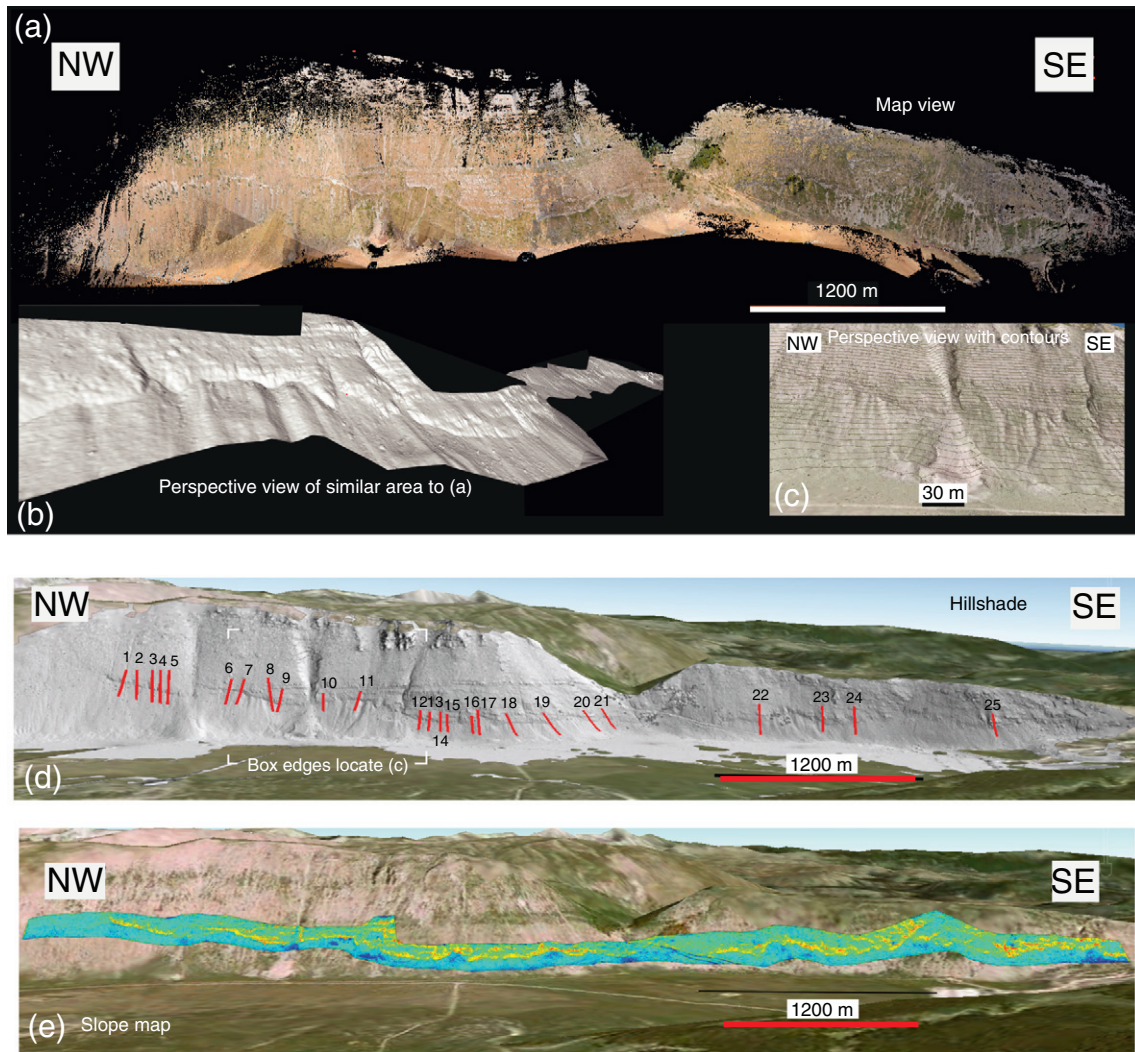 (a)
NW
SE
Map view
1200 m
NW
Perspective view with contours
SE
Perspective view of similar area to (a)
30 m
(b)
(c)
NW
Hillshade
SE
1 2 3 4 5
6 7 8 9 10 11
12 13 15 16 17 18 19 20 21
14
22 23 24 25
Box edges locate (c)
1200 m
(d)
NW
SE
1200 m
(e) Slope map